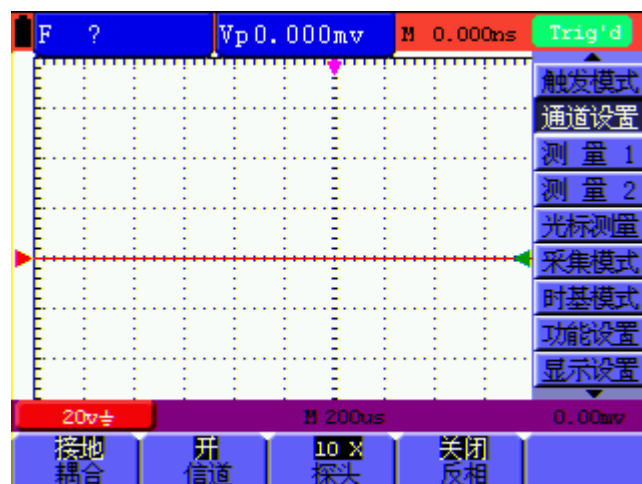 F ?
Vp0.000mv
M 0.000ns
Trig'd
触发模式
通道设置
测 量 1
测 量 2
光标测量
采集模式
时基模式
功能设置
显示设置
20v⏚
M 200us
0.00mv
接地 开 10 X 关闭
耦合 信道 探头 反相